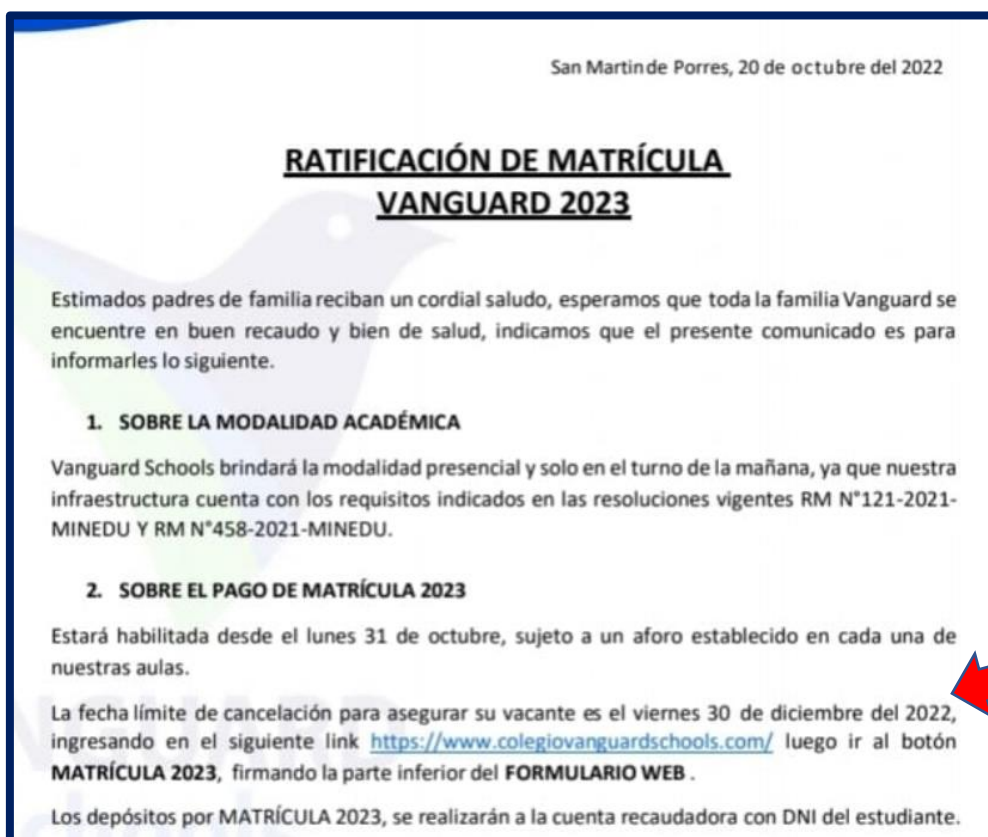 San Martin de Porres, 20 de octubre del 2022
RATIFICACIÓN DE MATRÍCULA
VANGUARD 2023
Estimados padres de familia reciban un cordial saludo, esperamos que toda la familia Vanguard se
encuentre en buen recaudo y bien de salud, indicamos que el presente comunicado es para
informarles lo siguiente.
1. SOBRE LA MODALIDAD ACADÉMICA
Vanguard Schools brindará la modalidad presencial y solo en el turno de la mañana, ya que nuestra
infraestructura cuenta con los requisitos indicados en las resoluciones vigentes RM N°121-2021-
MINEDU Y RM N°458-2021-MINEDU.
2. SOBRE EL PAGO DE MATRÍCULA 2023
Estará habilitada desde el lunes 31 de octubre, sujeto a un aforo establecido en cada una de
nuestras aulas.
La fecha límite de cancelación para asegurar su vacante es el viernes 30 de diciembre del 2022,
ingresando en el siguiente link https://www.colegiovanguardschools.com/ luego ir al botón
MATRÍCULA 2023, firmando la parte inferior del FORMULARIO WEB .
Los depósitos por MATRÍCULA 2023, se realizarán a la cuenta recaudadora con DNI del estudiante.